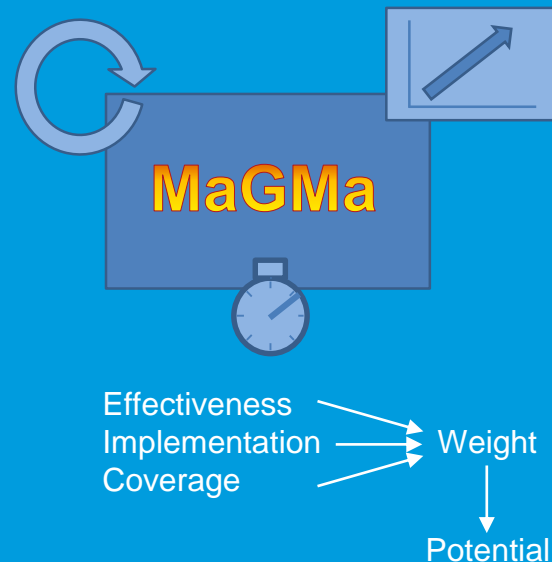 MaGMa
Effectiveness
Implementation
Weight
Coverage
Potential